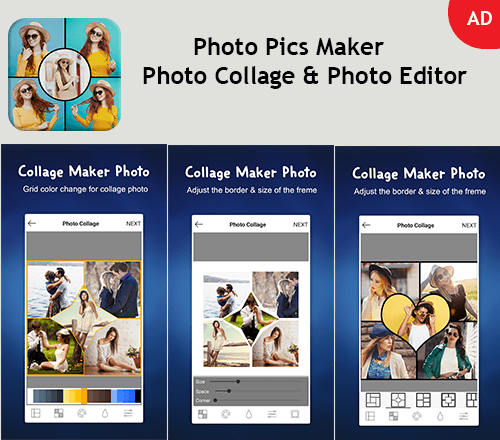 AD
Photo Pics Maker
Photo Collage & Photo Editor
Collage Maker Photo
Grid color change for collage photo
Photo Collage NEXT
Collage Maker Photo
Adjust the border & size of the freme
Photo Collage NEXT
Size
Space
Corner
Collage Maker Photo
Adjust the border & size of the freme
Photo Collage NEXT